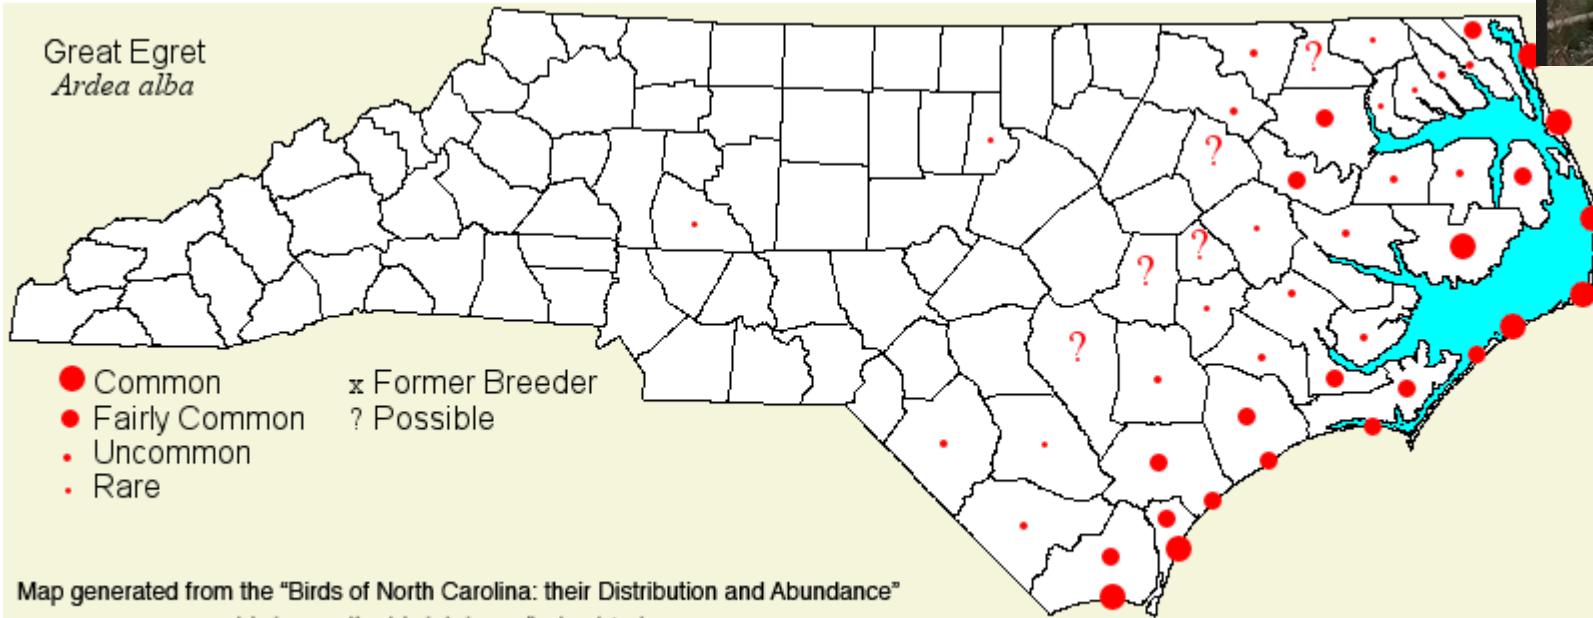 Great Egret
Ardea alba
Common
Fairly Common
Uncommon
Rare
x Former Breeder
? Possible
?
?
?
?
?
Map generated from the “Birds of North Carolina: their Distribution and Abundance”